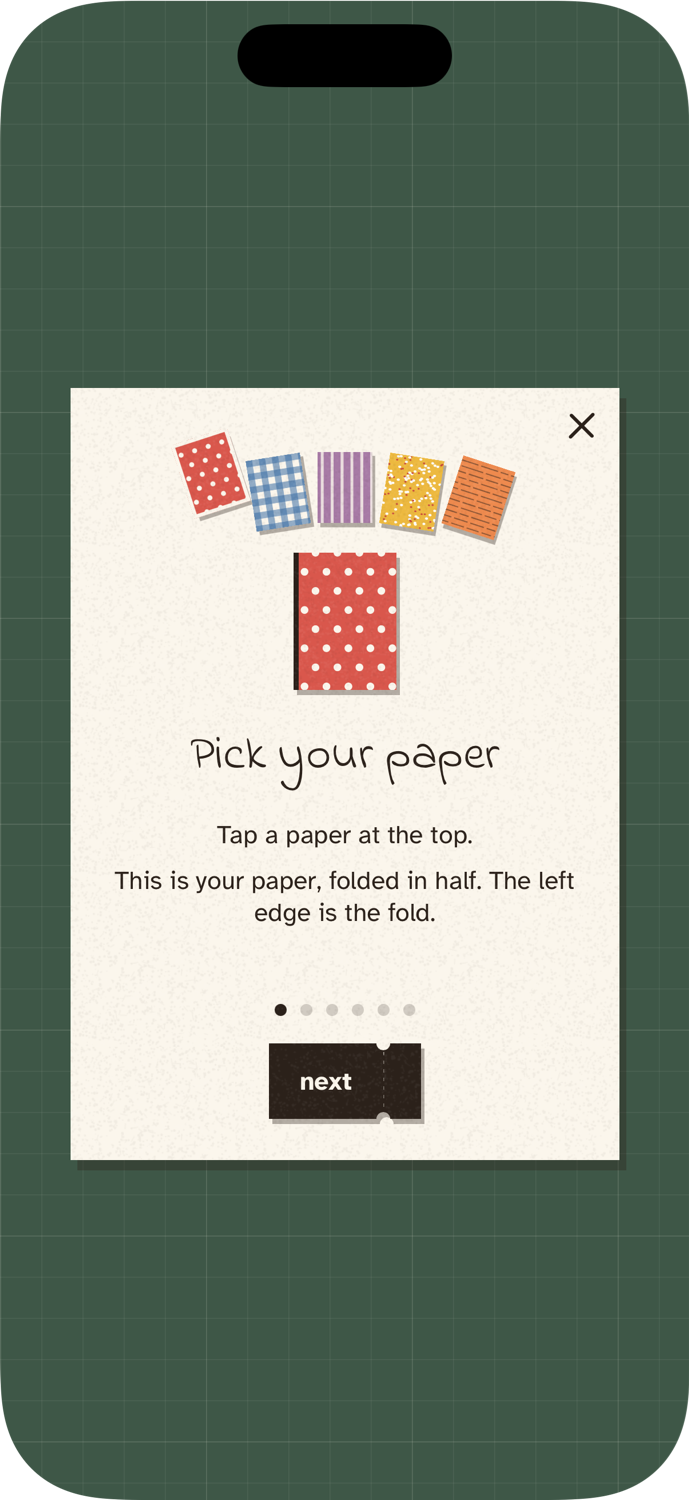 Pick your paper
Tap a paper at the top.
This is your paper, folded in half. The left
edge is the fold.
next